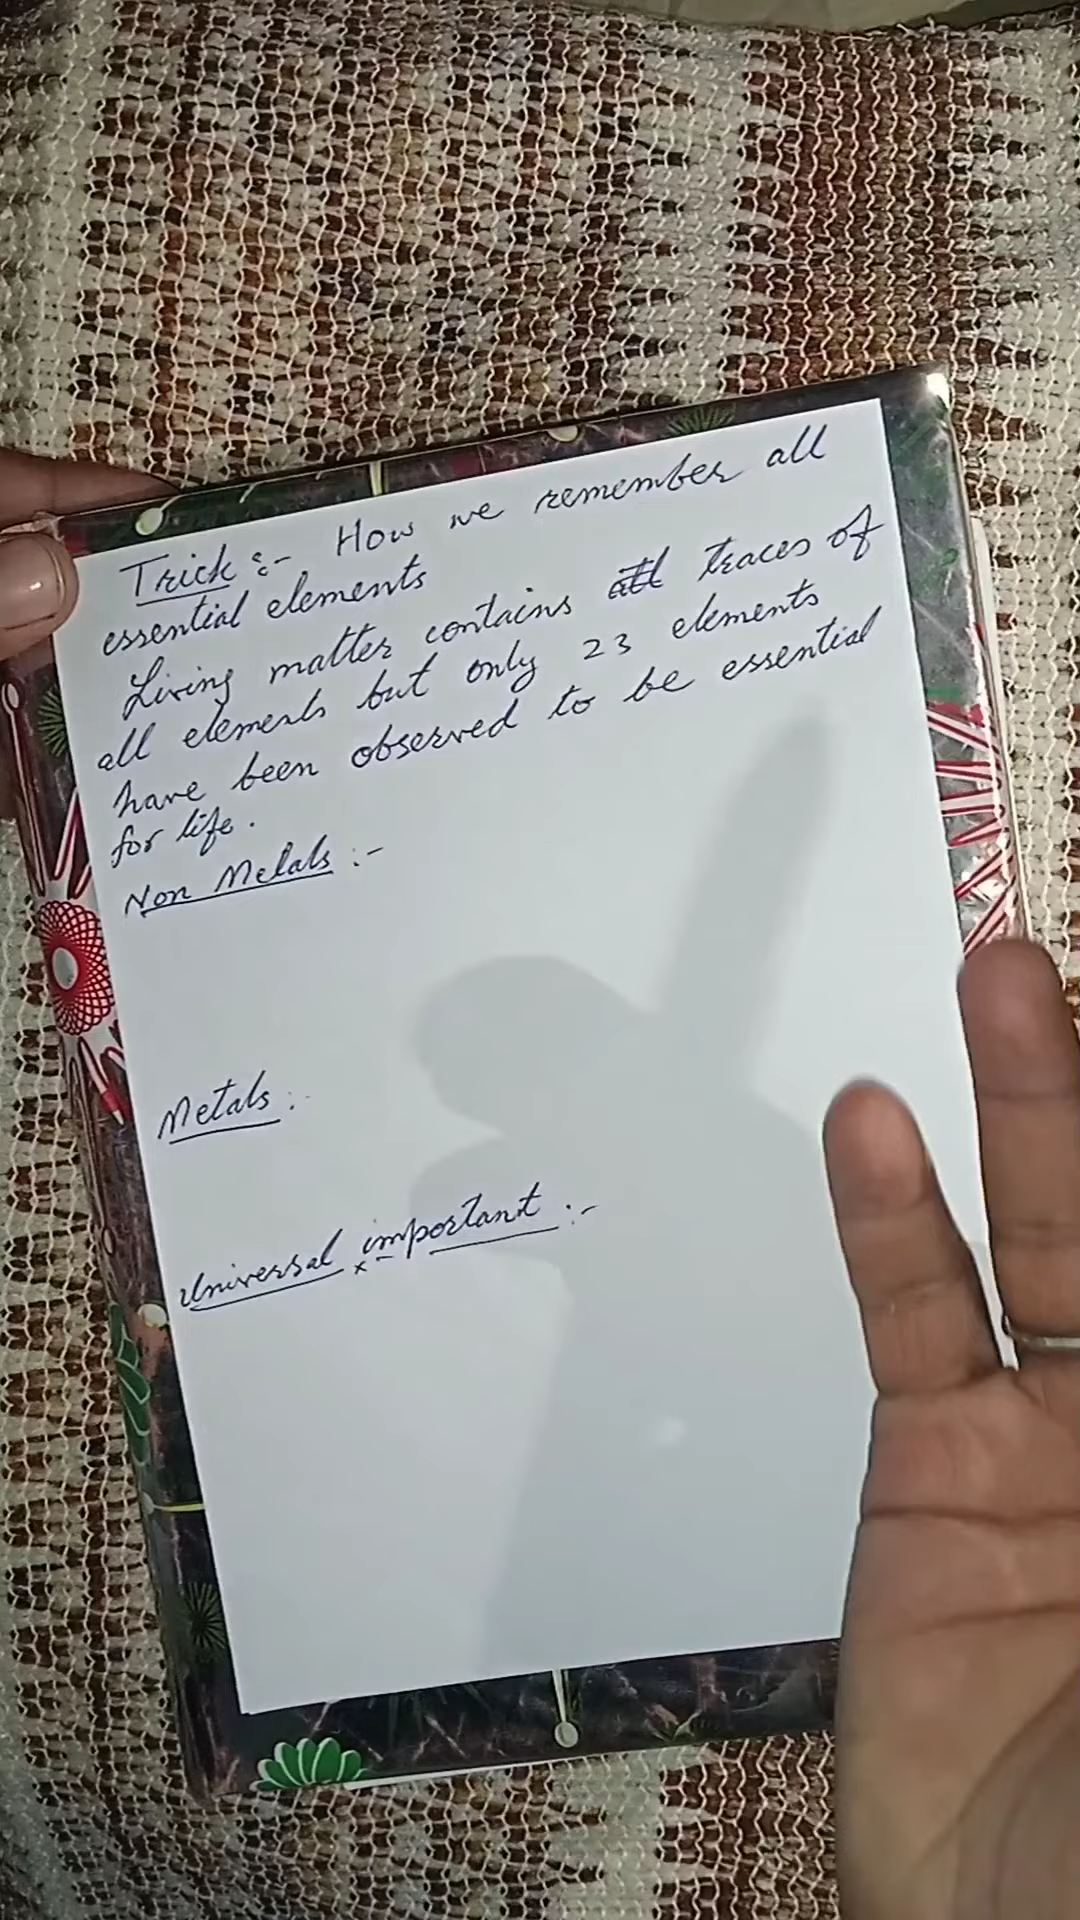 Trick :- How we remember all
essential elements
Living matter contains all traces of
all elements but only 23 elements
have been observed to be essential
for life.
Non Metals :-
Metals :
Universal important :-